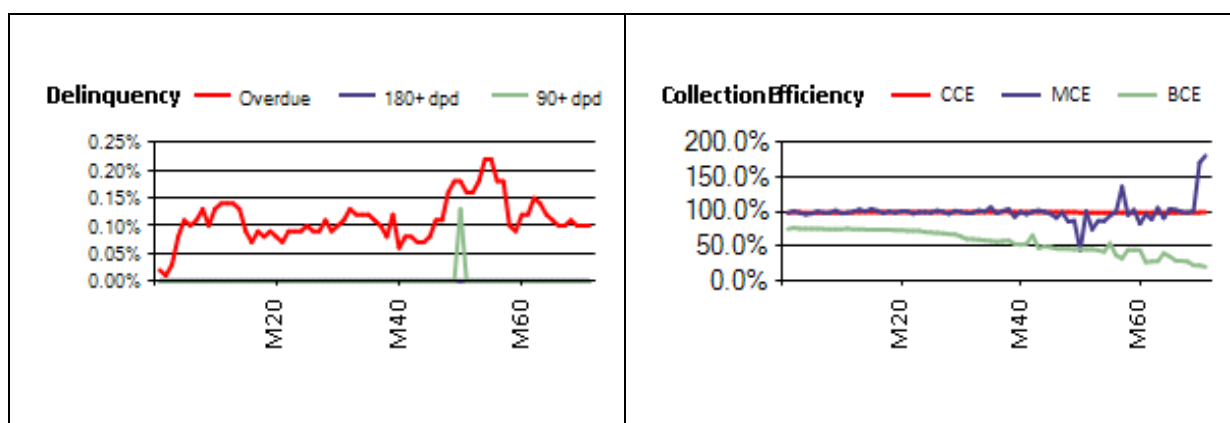 Delinquency Overdue 180+ dpd 90+ dpd
0.25%
0.20%
0.15%
0.10%
0.05%
0.00%
M20 M40 M60
Collection Efficiency CCE MCE BCE
200.0%
150.0%
100.0%
50.0%
0.0%
M20 M40 M60